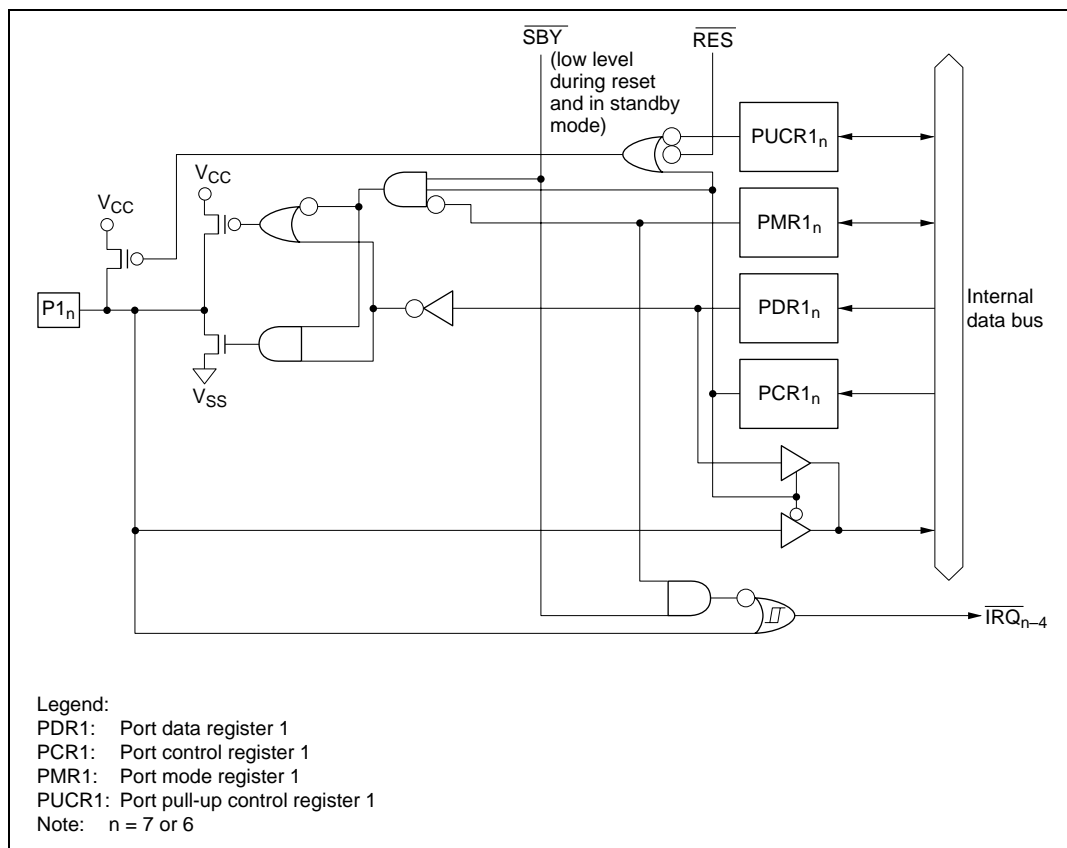 SBY
(low level
during reset
and in standby
mode)
RES
PUCR1n
VCC
VCC
PMR1n
P1n
PDR1n
Internal
data bus
VSS
PCR1n
IRQn–4
Legend:
PDR1: Port data register 1
PCR1: Port control register 1
PMR1: Port mode register 1
PUCR1: Port pull-up control register 1
Note: n = 7 or 6